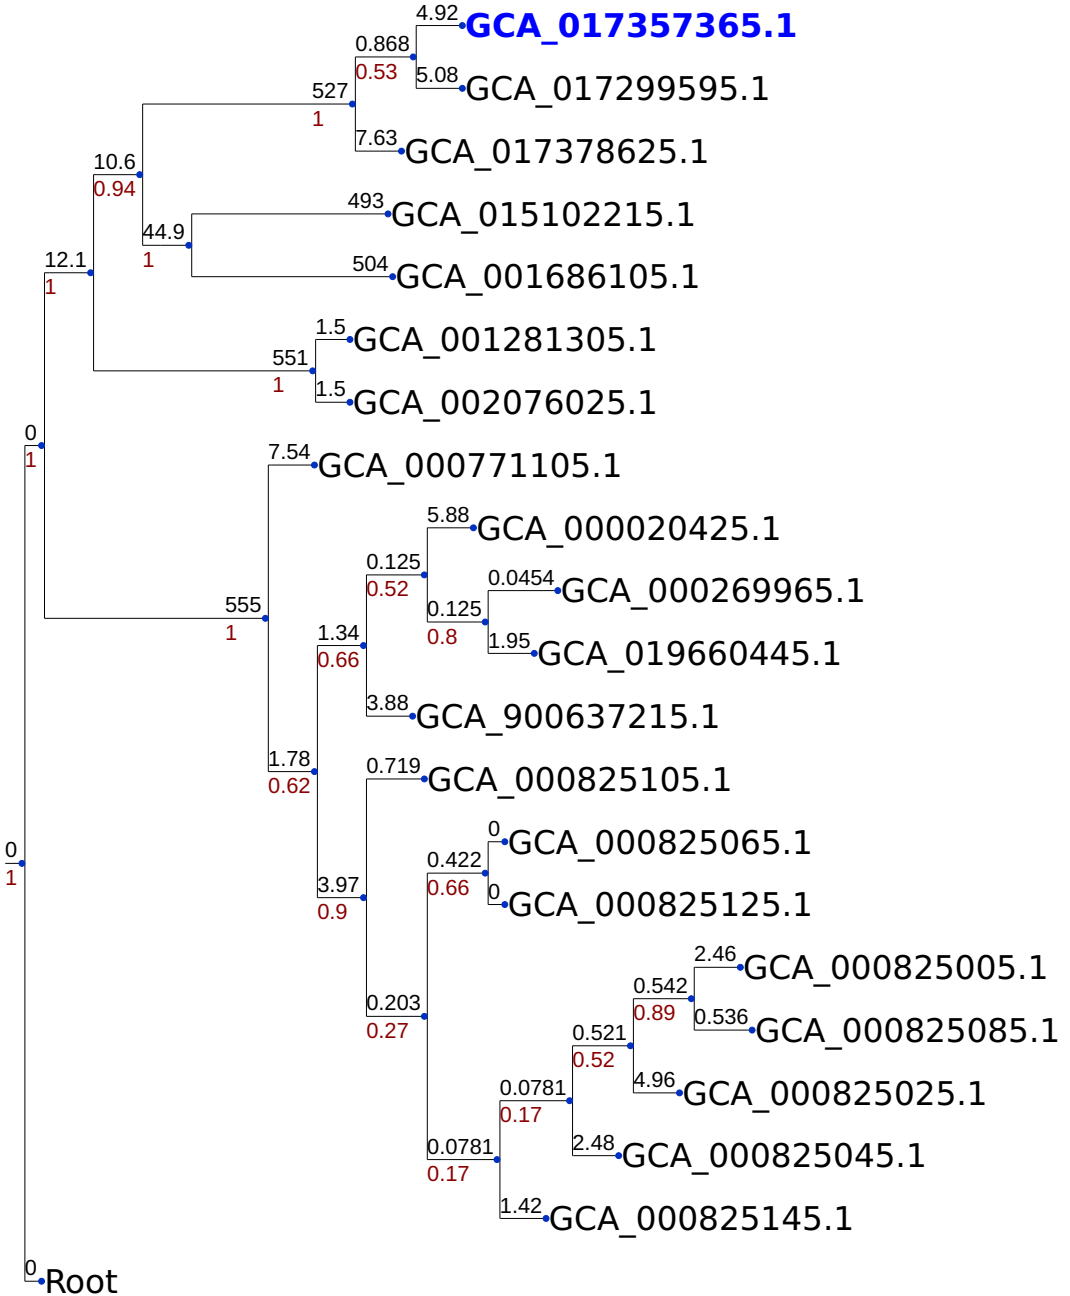 4.92
GCA_017357365.1
0.868
0.53
5.08
GCA_017299595.1
527
1
7.63
GCA_017378625.1
10.6
0.94
493
GCA_015102215.1
44.9
1
504
GCA_001686105.1
12.1
1
1.5
GCA_001281305.1
551
1
1.5
GCA_002076025.1
0
1
7.54
GCA_000771105.1
5.88
GCA_000020425.1
0.125
0.52
0.0454
GCA_000269965.1
0.125
0.8
555
1
1.34
0.66
1.95
GCA_019660445.1
3.88
GCA_900637215.1
1.78
0.62
0.719
GCA_000825105.1
0
GCA_000825065.1
0
1
0.422
0.66
3.97
0.9
0
GCA_000825125.1
2.46
GCA_000825005.1
0.542
0.89
0.203
0.27
0.536
GCA_000825085.1
0.521
0.52
4.96
GCA_000825025.1
0.0781
0.17
2.48
GCA_000825045.1
0.0781
0.17
1.42
GCA_000825145.1
0
Root